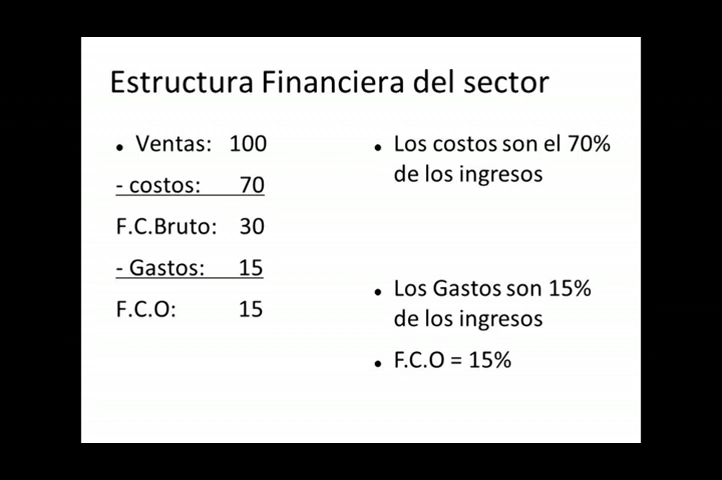 Estructura Financiera del sector
• Ventas: 100
- costos: 70
F.C.Bruto: 30
- Gastos: 15
F.C.O: 15
• Los costos son el 70%
de los ingresos
• Los Gastos son 15%
de los ingresos
• F.C.O = 15%